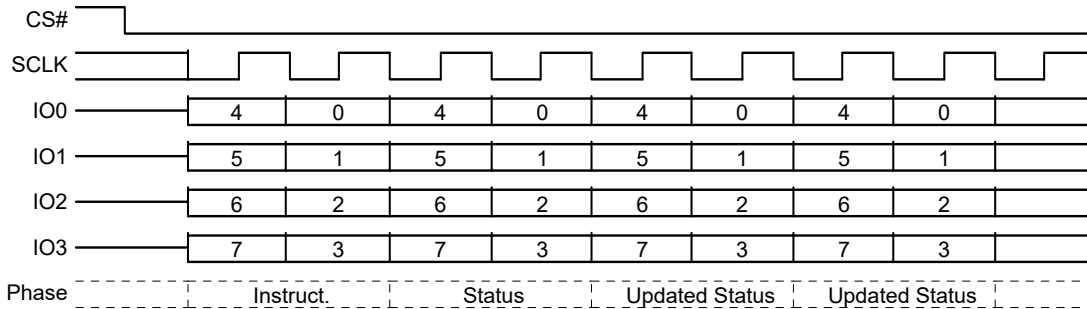 CS#
SCLK
IO0 4 0 4 0 4 0 4 0
IO1 5 1 5 1 5 1 5 1
IO2 6 2 6 2 6 2 6 2
IO3 7 3 7 3 7 3 7 3
Phase Instruct. Status Updated Status Updated Status